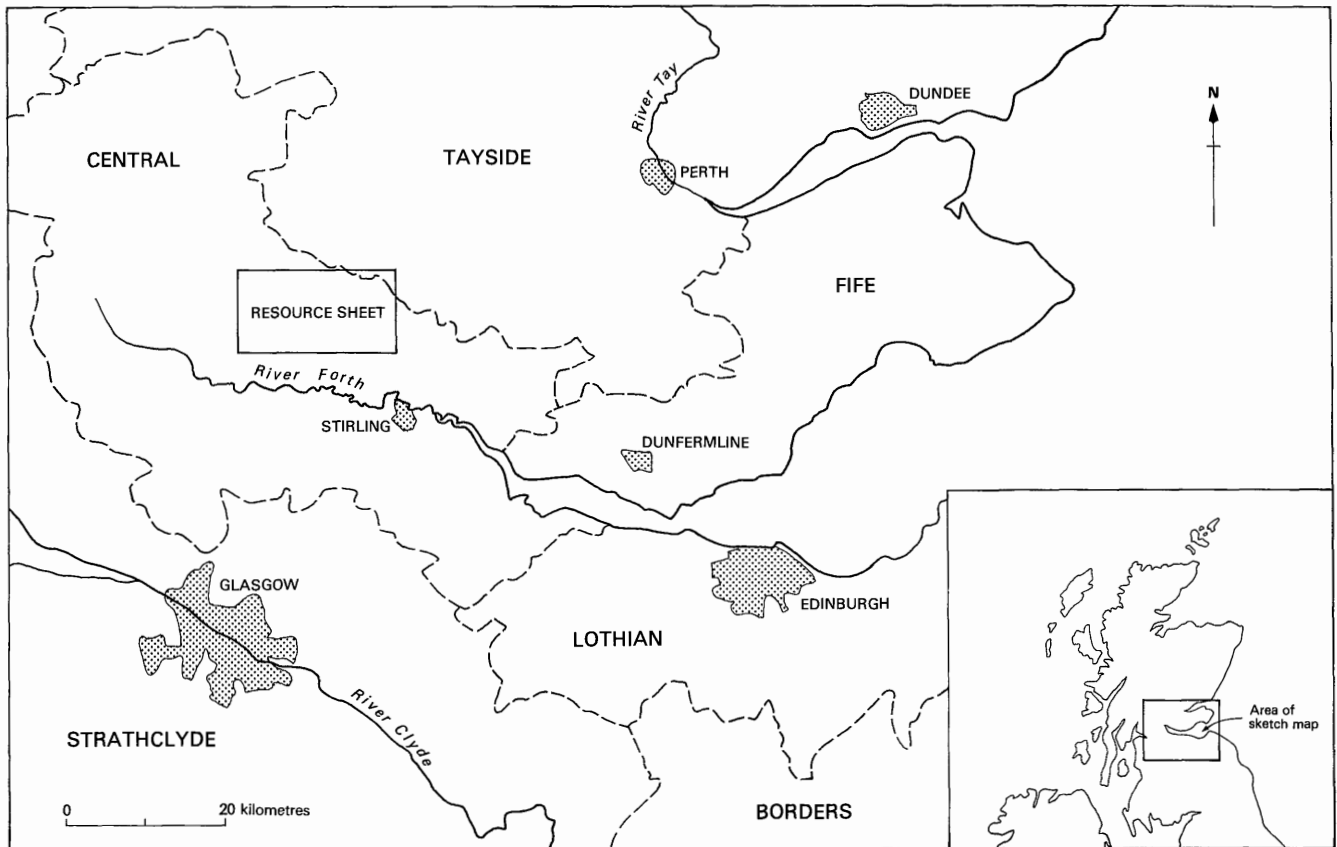 N
River Tay
DUNDEE
CENTRAL
TAYSIDE
PERTH
FIFE
RESOURCE SHEET
River Forth
STIRLING
DUNFERMLINE
GLASGOW
EDINBURGH
LOTHIAN
River Clyde
STRATHCLYDE
Area of
sketch map
0 20 kilometres
BORDERS